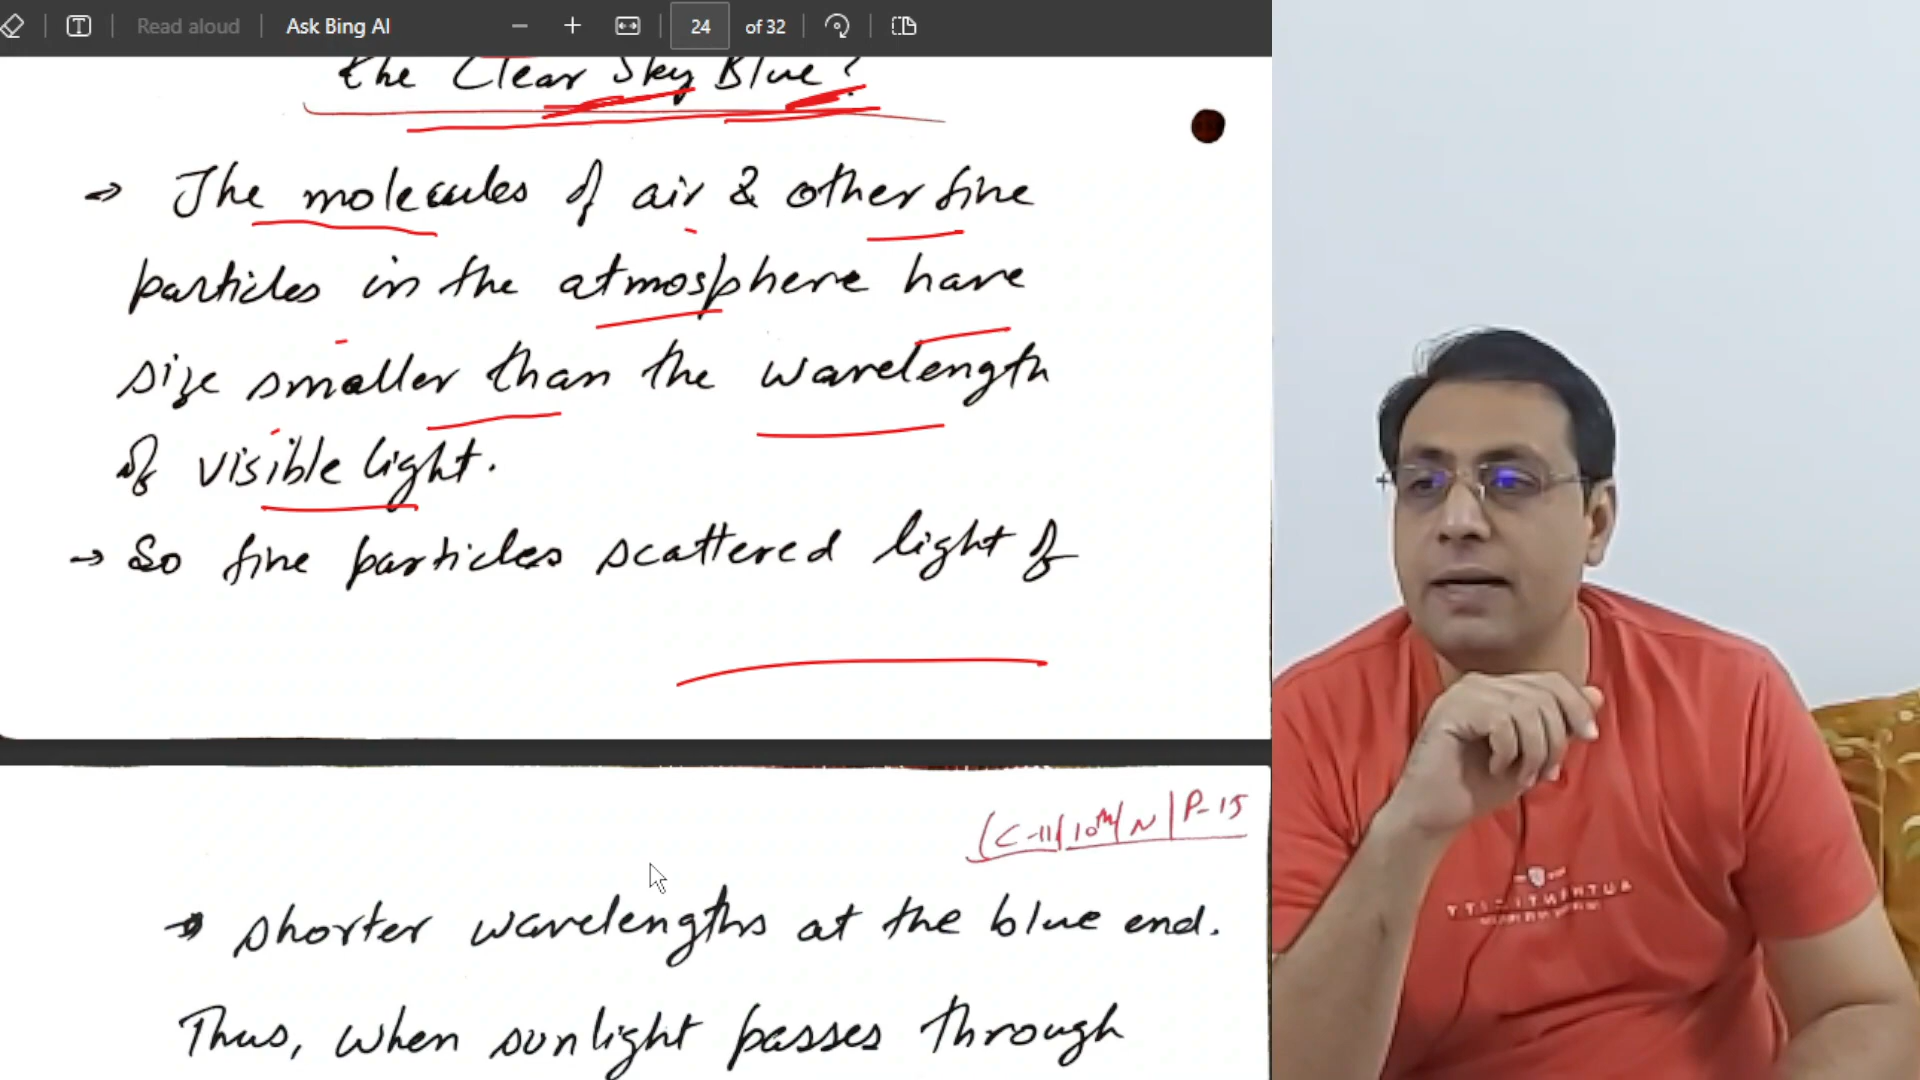 Read aloud
Ask Bing AI
24 of 32
the Clear Sky Blue?
→ The molecules of air & other fine
particles in the atmosphere have
size smaller than the wavelength
of visible light.
→ So fine particles scattered light of
(C-11/10th/N/P-15
→ shorter wavelengths at the blue end.
Thus, when sunlight passes through